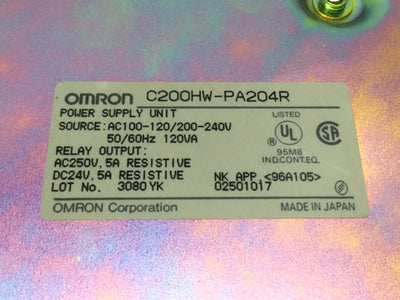 OMRON C200HW-PA204R
POWER SUPPLY UNIT
SOURCE:AC100-120/200-240V
50/60Hz 120VA
RELAY OUTPUT:
AC250V,5A RESISTIVE
DC24V,5A RESISTIVE
LOT No. 3080YK
LISTED
UL
SA
95M8
IND.CONT.EQ.
NK APP.<96A105>
02501017
OMRON Corporation
MADE IN JAPAN